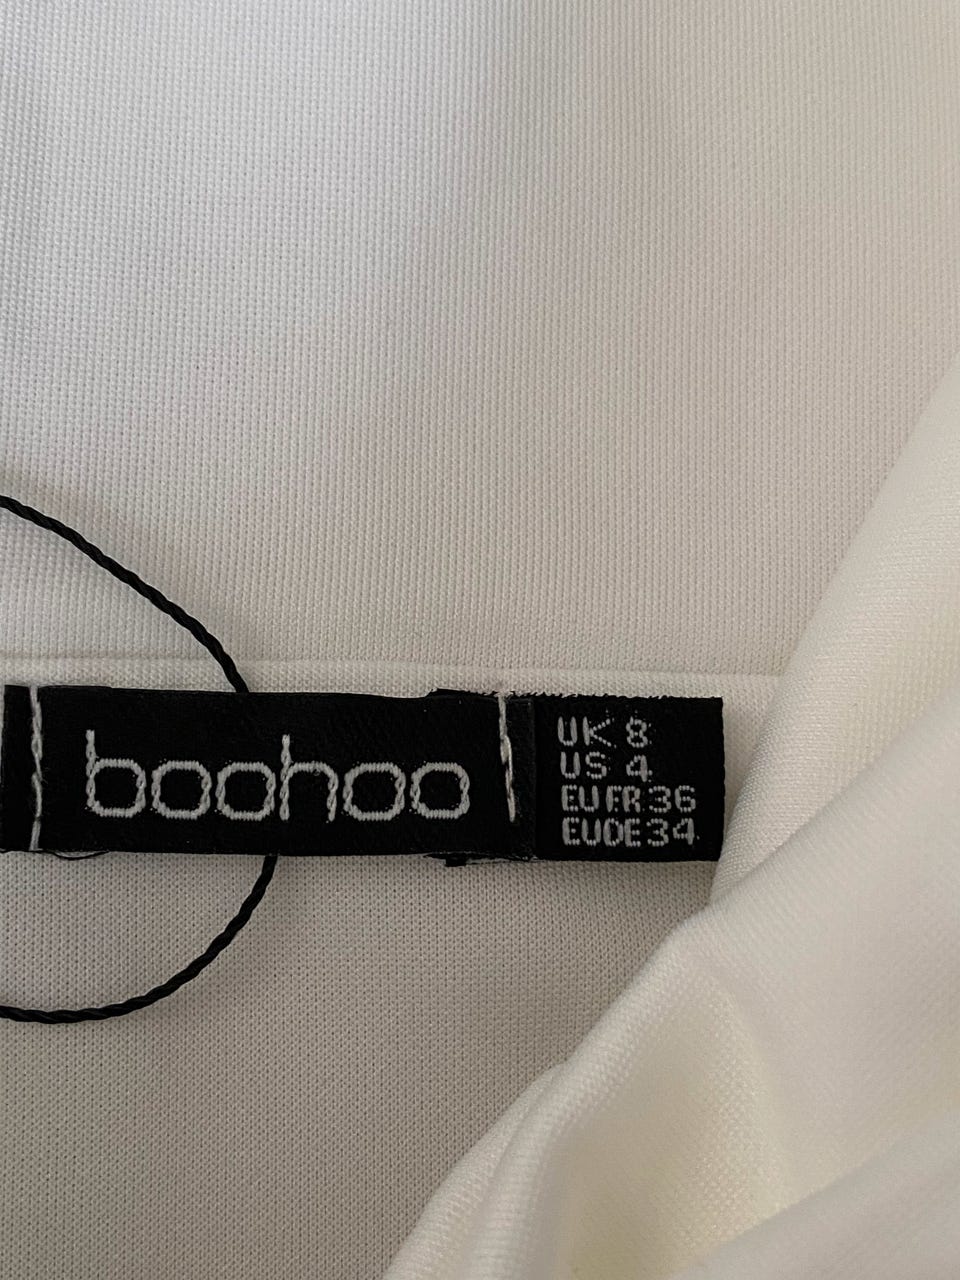 boohoo
UK 8
US 4
EU FR 36
EU DE 34